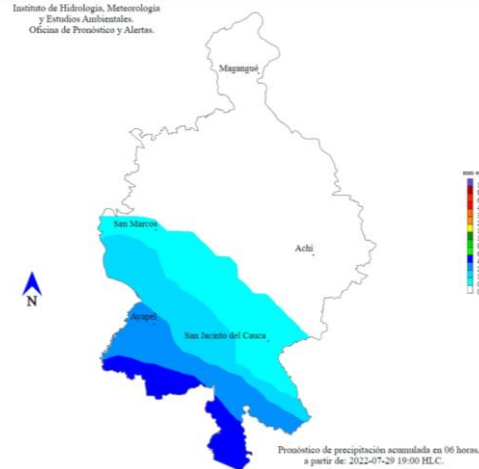 Instituto de Hidrología, Meteorología
y Estudios Ambientales.
Oficina de Pronóstico y Alertas.
Magangué
San Marcos
Achí
Ayapel
San Jacinto del Cauca
N
Pronóstico de precipitación acumulada en 06 horas,
a partir de: 2022-07-29 19:00 HLC.